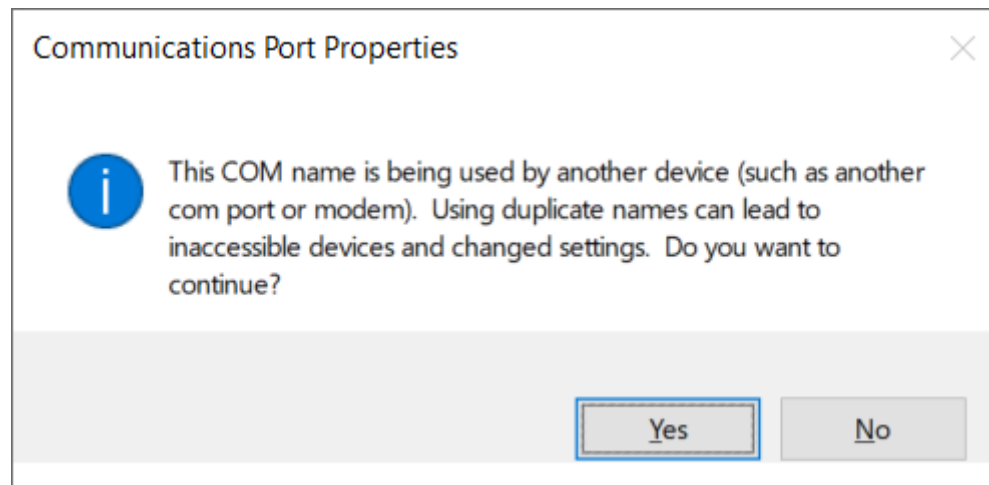 Communications Port Properties
This COM name is being used by another device (such as another
com port or modem).  Using duplicate names can lead to
inaccessible devices and changed settings.  Do you want to
continue?
Yes
No